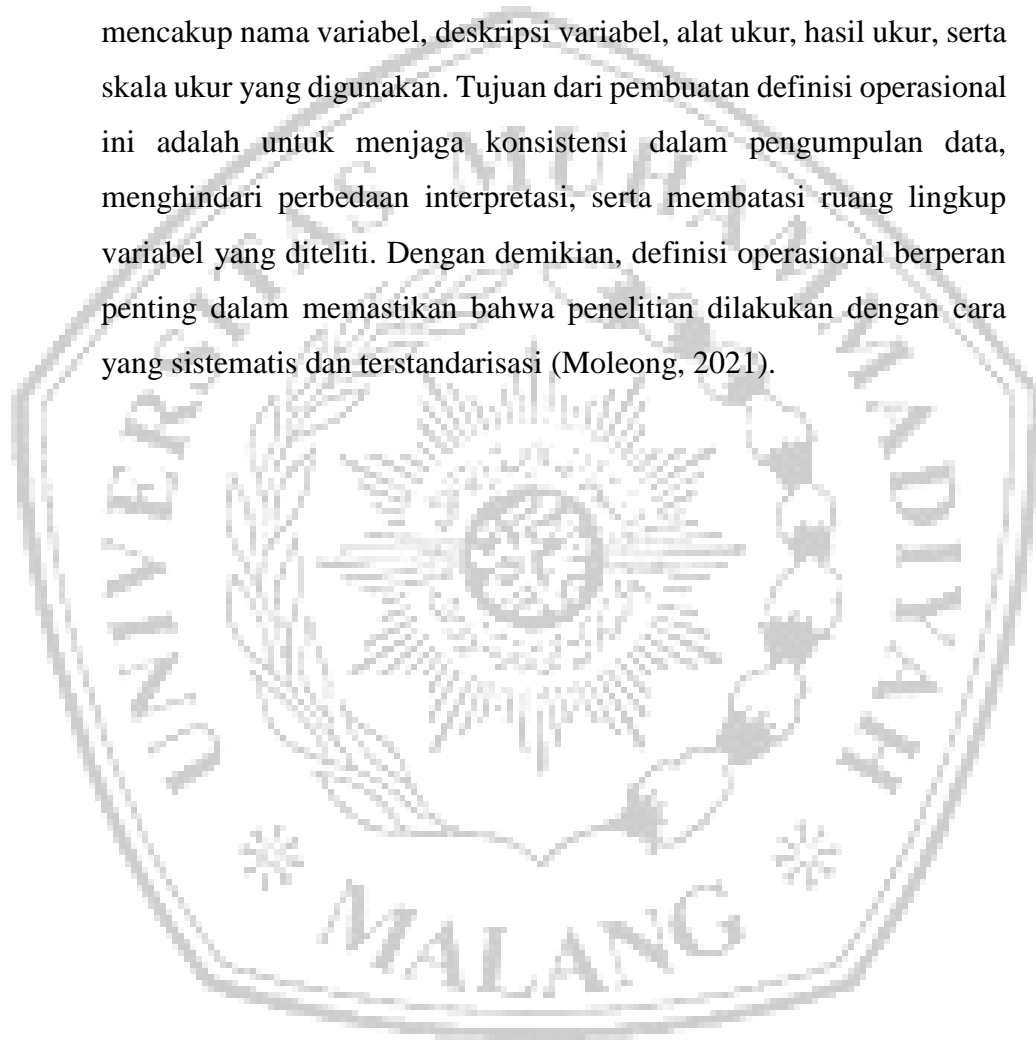 mencakup nama variabel, deskripsi variabel, alat ukur, hasil ukur, serta
skala ukur yang digunakan. Tujuan dari pembuatan definisi operasional
ini adalah untuk menjaga konsistensi dalam pengumpulan data,
menghindari perbedaan interpretasi, serta membatasi ruang lingkup
variabel yang diteliti. Dengan demikian, definisi operasional berperan
penting dalam memastikan bahwa penelitian dilakukan dengan cara
yang sistematis dan terstandarisasi (Moleong, 2021).
UNIVERSITAS MUHAMMADIYAH
MALANG